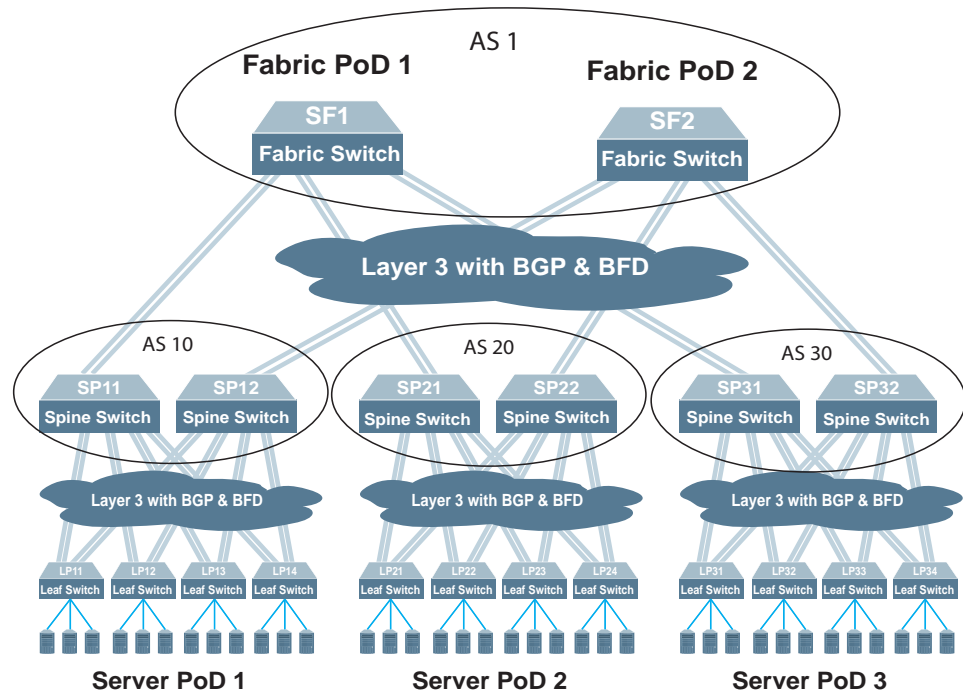 AS 1
Fabric PoD 1
Fabric PoD 2
SF1
SF2
Fabric Switch
Fabric Switch
Layer 3 with BGP & BFD
AS 10
AS 20
AS 30
SP11
SP12
SP21
SP22
SP31
SP32
Spine Switch
Spine Switch
Spine Switch
Spine Switch
Spine Switch
Spine Switch
Layer 3 with BGP & BFD
Layer 3 with BGP & BFD
Layer 3 with BGP & BFD
LP11
LP12
LP13
LP14
LP21
LP22
LP23
LP24
LP31
LP32
LP33
LP34
Leaf Switch
Leaf Switch
Leaf Switch
Leaf Switch
Leaf Switch
Leaf Switch
Leaf Switch
Leaf Switch
Leaf Switch
Leaf Switch
Leaf Switch
Leaf Switch
Server PoD 1
Server PoD 2
Server PoD 3